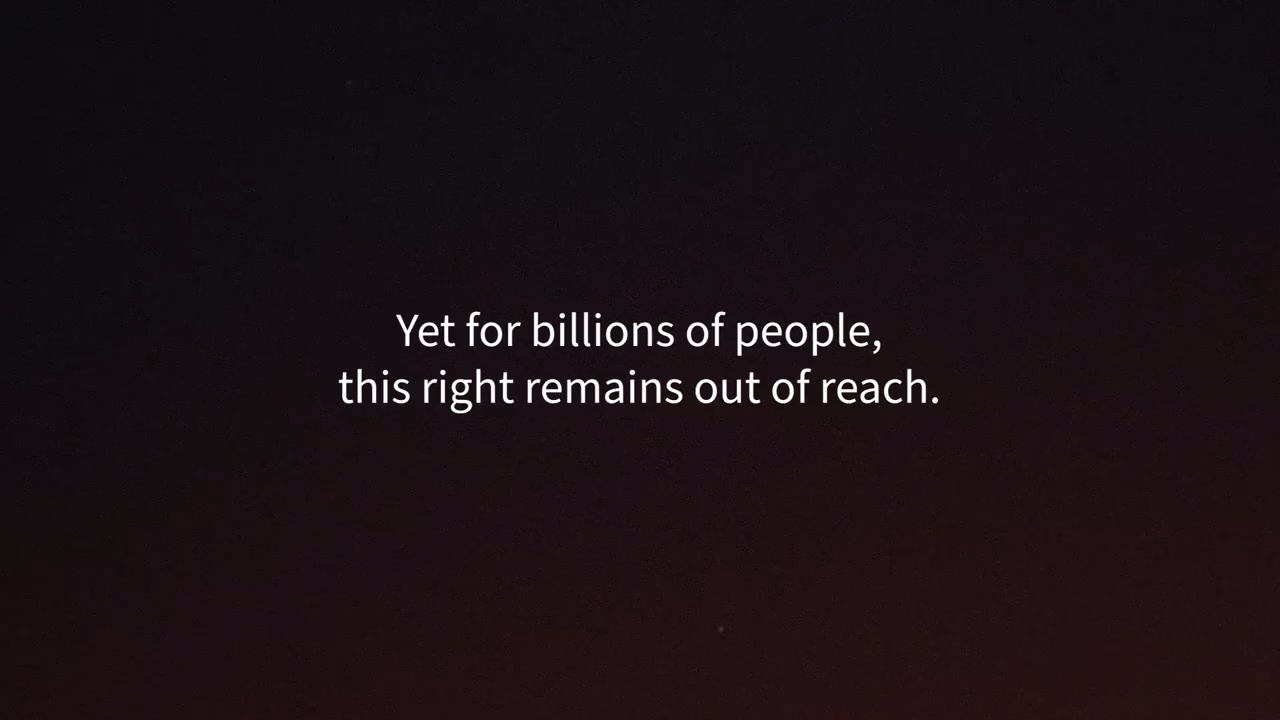 Yet for billions of people,
this right remains out of reach.